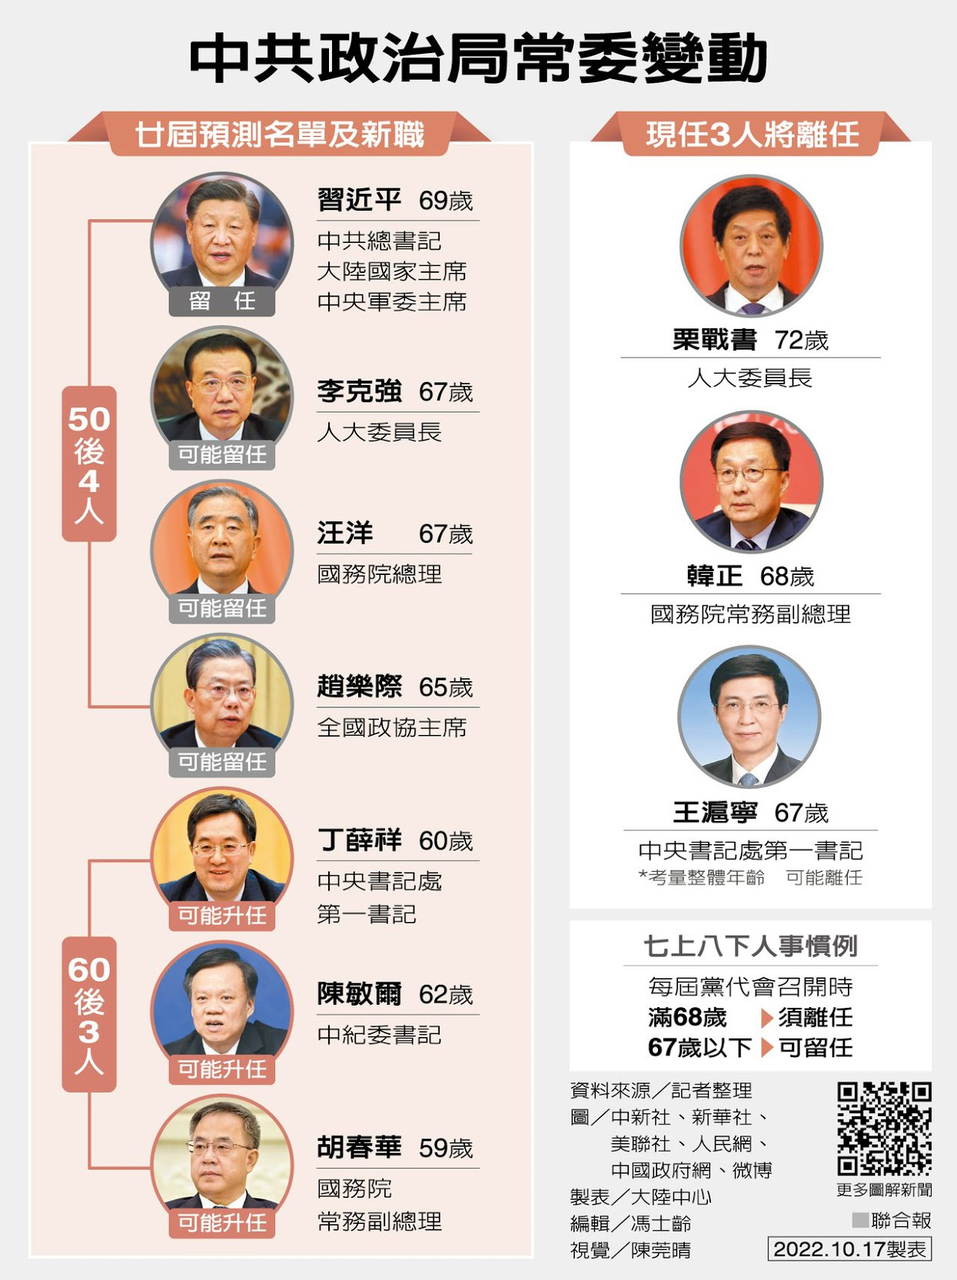 中共政治局常委變動
廿屆預測名單及新職
習近平 69歲
中共總書記
大陸國家主席
中央軍委主席
留 任
李克強 67歲
人大委員長
可能留任
汪洋 67歲
國務院總理
可能留任
趙樂際 65歲
全國政協主席
可能留任
50後4人
丁薛祥 60歲
中央書記處
第一書記
可能升任
陳敏爾 62歲
中紀委書記
可能升任
胡春華 59歲
國務院
常務副總理
可能升任
60後3人
現任3人將離任
栗戰書 72歲
人大委員長
韓正 68歲
國務院常務副總理
王滬寧 67歲
中央書記處第一書記
*考量整體年齡 可能離任
七上八下人事慣例
每屆黨代會召開時
滿68歲 ▶須離任
67歲以下▶可留任
資料來源／記者整理
圖／中新社、新華社、
美聯社、人民網、
中國政府網、微博
製表／大陸中心
編輯／馮士齡
視覺／陳莞晴
更多圖解新聞
聯合報
2022.10.17製表